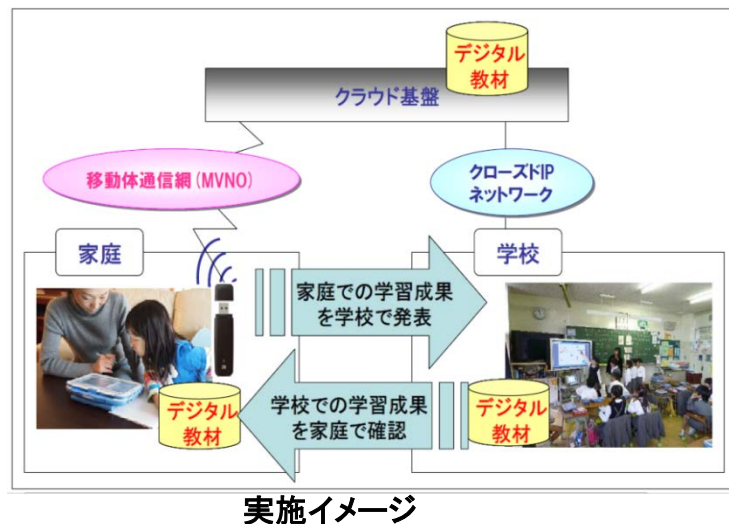 デジタル
教材
クラウド基盤
移動体通信網(MVNO)
クローズドIP
ネットワーク
家庭
学校
家庭での学習成果
を学校で発表
デジタル
教材
学校での学習成果
を家庭で確認
デジタル
教材
実施イメージ